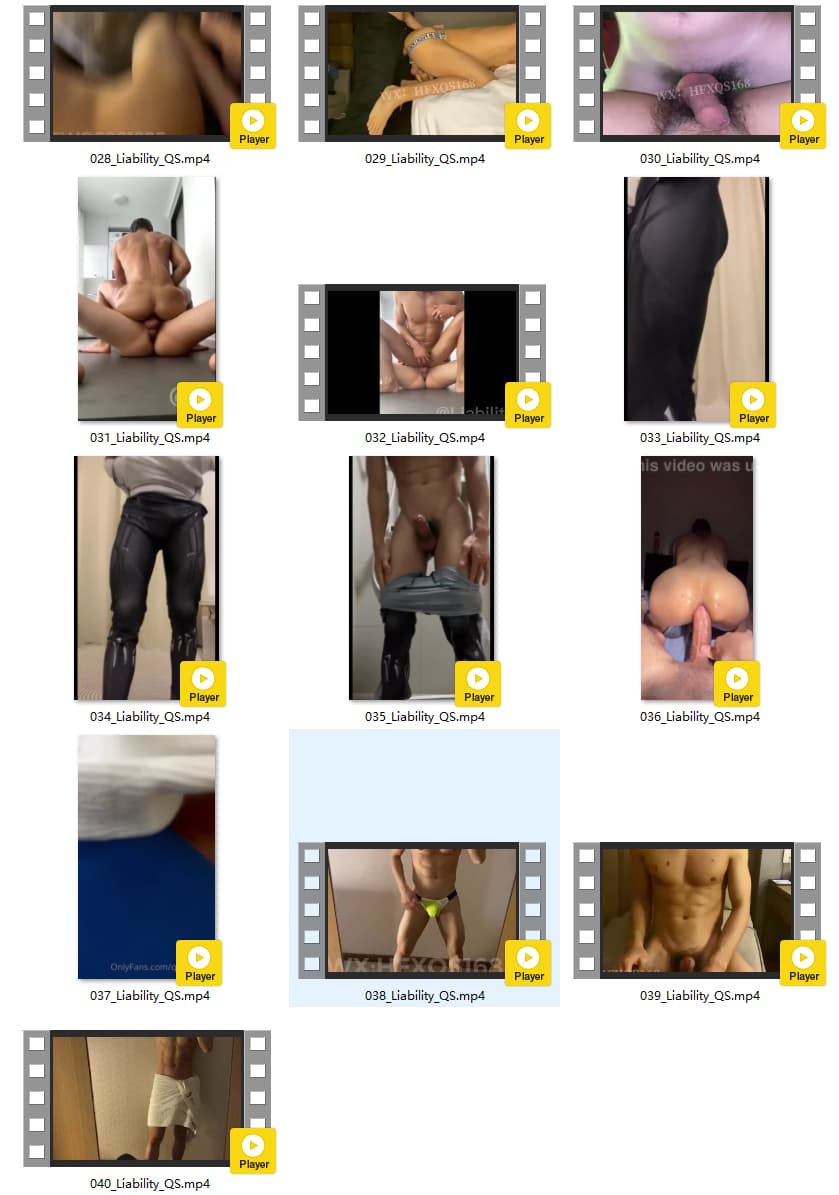 Player
Player
WX: HFXQS168
Player
WX: HFXQS168
028_Liability_QS.mp4
029_Liability_QS.mp4
030_Liability_QS.mp4
Player
@Liabilit
Player
Player
031_Liability_QS.mp4
032_Liability_QS.mp4
033_Liability_QS.mp4
his video was u
Player
Player
Player
034_Liability_QS.mp4
035_Liability_QS.mp4
036_Liability_QS.mp4
OnlyFans.com/q
Player
WX:HFXQS168
Player
Player
037_Liability_QS.mp4
038_Liability_QS.mp4
039_Liability_QS.mp4
Player
040_Liability_QS.mp4